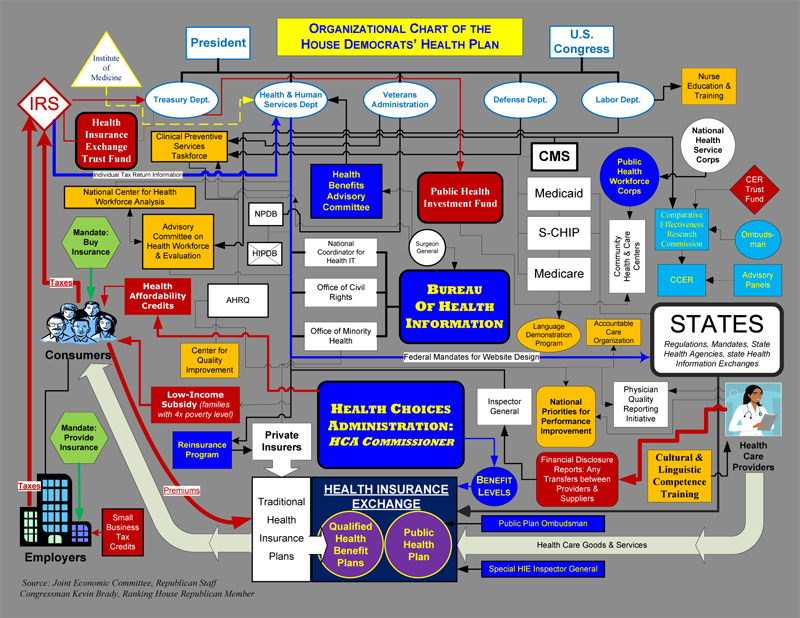 ORGANIZATIONAL CHART OF THE
HOUSE DEMOCRATS' HEALTH PLAN
President
U.S.
Congress
Institute
of
Medicine
IRS
Treasury Dept.
Health & Human
Services Dept
Veterans
Administration
Defense Dept.
Labor Dept.
Nurse
Education &
Training
Health
Insurance
Exchange
Trust Fund
Clinical Preventive
Services
Taskforce
Individual Tax Return Information
National Center for Health
Workforce Analysis
Health
Benefits
Advisory
Committee
Public Health
Investment Fund
CMS
Medicaid
S-CHIP
Medicare
Public
Health
Workforce
Corps
National
Health
Service
Corps
CER
Trust
Fund
Comparative
Effectiveness
Research
Commission
Ombuds-
man
CCER
Advisory
Panels
Community
Health & Care
Centers
Mandate:
Buy
Insurance
Advisory
Committee on
Health Workforce
& Evaluation
NPDB
HIPDB
National
Coordinator for
Health IT
Office of Civil
Rights
Office of Minority
Health
Surgeon
General
BUREAU
OF HEALTH
INFORMATION
Taxes
Health
Affordability
Credits
AHRQ
Consumers
Center for
Quality
Improvement
Language
Demonstration
Program
Accountable
Care
Organization
STATES
Regulations, Mandates, State
Health Agencies, state Health
Information Exchanges
Federal Mandates for Website Design
Low-Income
Subsidy (families
with 4x poverty level)
HEALTH CHOICES
ADMINISTRATION:
HCA COMMISSIONER
Inspector
General
National
Priorities for
Performance
Improvement
Physician
Quality
Reporting
Initiative
Health
Care
Providers
Mandate:
Provide
Insurance
Reinsurance
Program
Private
Insurers
BENEFIT
LEVELS
Financial Disclosure
Reports: Any
Transfers between
Providers &
Suppliers
Cultural &
Linguistic
Competence
Training
Taxes
Premiums
Traditional
Health
Insurance
Plans
HEALTH INSURANCE
EXCHANGE
Qualified
Health
Benefit
Plans
Public
Health
Plan
Public Plan Ombudsman
Health Care Goods & Services
Special HIE Inspector General
Small
Business
Tax
Credits
Employers
Source: Joint Economic Committee, Republican Staff
Congressman Kevin Brady, Ranking House Republican Member